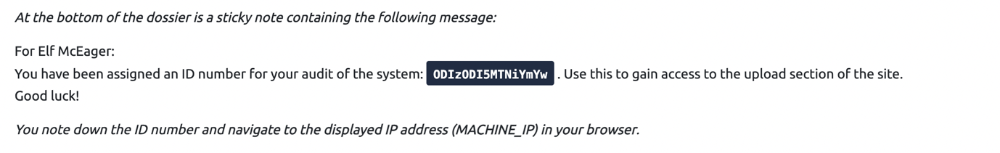 At the bottom of the dossier is a sticky note containing the following message:
For Elf McEager:
You have been assigned an ID number for your audit of the system: ODIzODI5MTNiYmYw . Use this to gain access to the upload section of the site.
Good luck!
You note down the ID number and navigate to the displayed IP address (MACHINE_IP) in your browser.